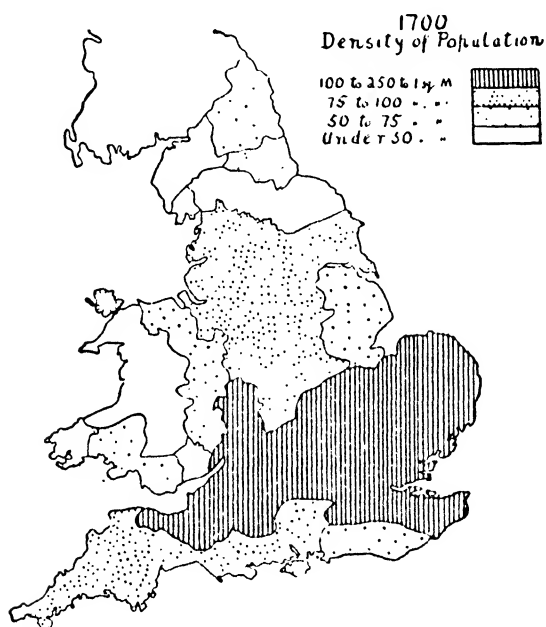 1700
Density of Population
100 to 250 to 1 sq M
75 to 100 " "
50 to 75 " "
Under 50 " "